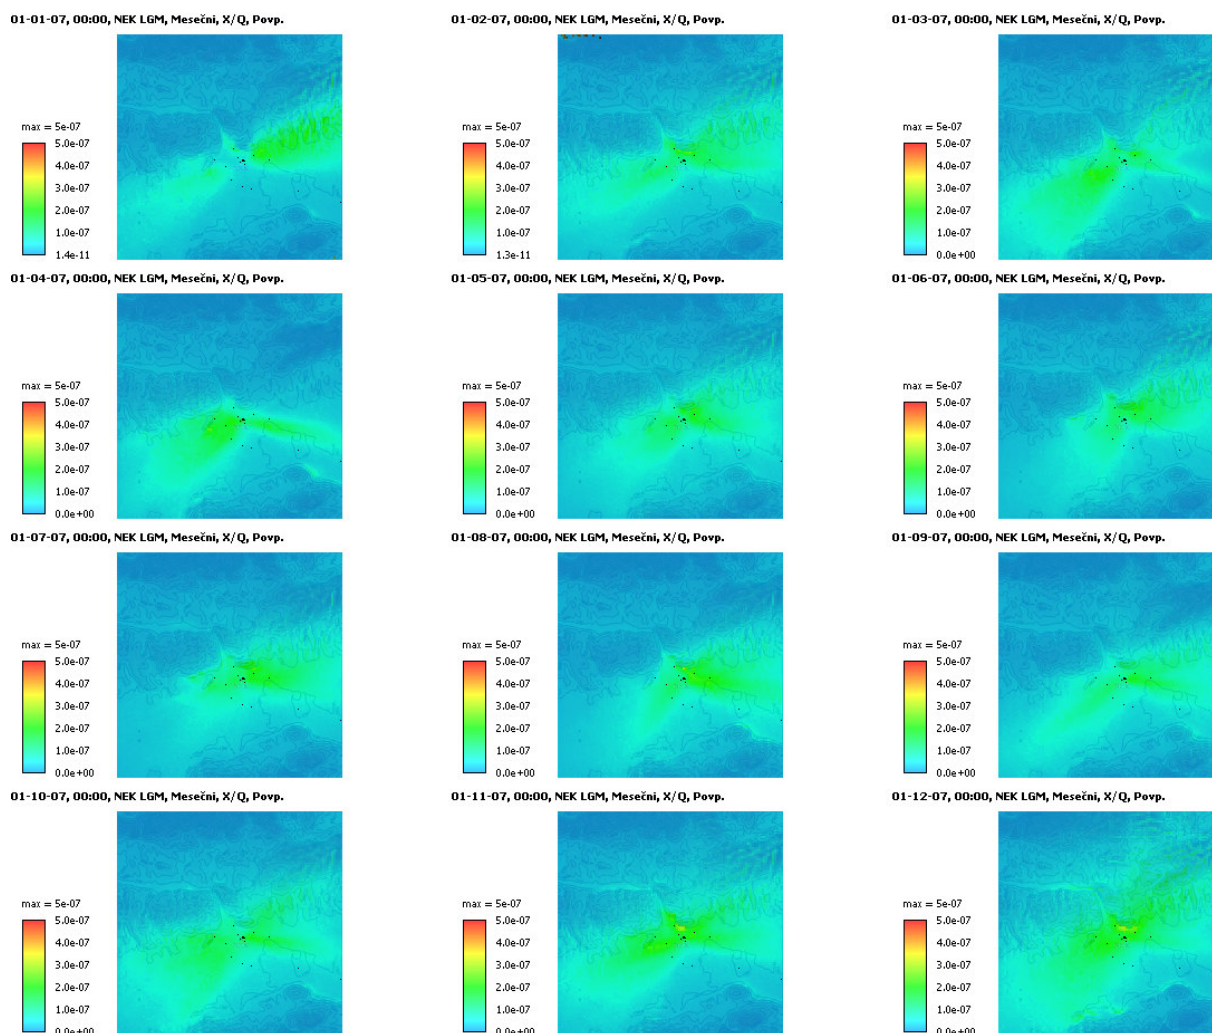 01-01-07, 00:00, NEK LGM, Mesečni, X/Q, Povp.
max = 5e-07
5.0e-07
4.0e-07
3.0e-07
2.0e-07
1.0e-07
1.4e-11
01-02-07, 00:00, NEK LGM, Mesečni, X/Q, Povp.
max = 5e-07
5.0e-07
4.0e-07
3.0e-07
2.0e-07
1.0e-07
1.3e-11
01-03-07, 00:00, NEK LGM, Mesečni, X/Q, Povp.
max = 5e-07
5.0e-07
4.0e-07
3.0e-07
2.0e-07
1.0e-07
0.0e+00
01-04-07, 00:00, NEK LGM, Mesečni, X/Q, Povp.
max = 5e-07
5.0e-07
4.0e-07
3.0e-07
2.0e-07
1.0e-07
0.0e+00
01-05-07, 00:00, NEK LGM, Mesečni, X/Q, Povp.
max = 5e-07
5.0e-07
4.0e-07
3.0e-07
2.0e-07
1.0e-07
0.0e+00
01-06-07, 00:00, NEK LGM, Mesečni, X/Q, Povp.
max = 5e-07
5.0e-07
4.0e-07
3.0e-07
2.0e-07
1.0e-07
0.0e+00
01-07-07, 00:00, NEK LGM, Mesečni, X/Q, Povp.
max = 5e-07
5.0e-07
4.0e-07
3.0e-07
2.0e-07
1.0e-07
0.0e+00
01-08-07, 00:00, NEK LGM, Mesečni, X/Q, Povp.
max = 5e-07
5.0e-07
4.0e-07
3.0e-07
2.0e-07
1.0e-07
0.0e+00
01-09-07, 00:00, NEK LGM, Mesečni, X/Q, Povp.
max = 5e-07
5.0e-07
4.0e-07
3.0e-07
2.0e-07
1.0e-07
0.0e+00
01-10-07, 00:00, NEK LGM, Mesečni, X/Q, Povp.
max = 5e-07
5.0e-07
4.0e-07
3.0e-07
2.0e-07
1.0e-07
0.0e+00
01-11-07, 00:00, NEK LGM, Mesečni, X/Q, Povp.
max = 5e-07
5.0e-07
4.0e-07
3.0e-07
2.0e-07
1.0e-07
0.0e+00
01-12-07, 00:00, NEK LGM, Mesečni, X/Q, Povp.
max = 5e-07
5.0e-07
4.0e-07
3.0e-07
2.0e-07
1.0e-07
0.0e+00